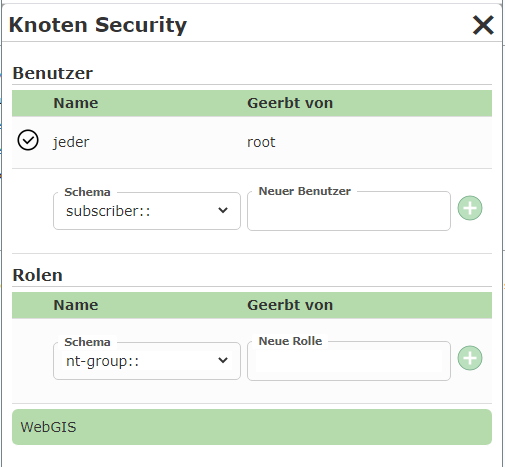 Knoten Security
Benutzer
Name Geerbt von
jeder root
Schema Neuer Benutzer
subscriber::
Rolen
Name Geerbt von
Schema Neue Rolle
nt-group::
WebGIS